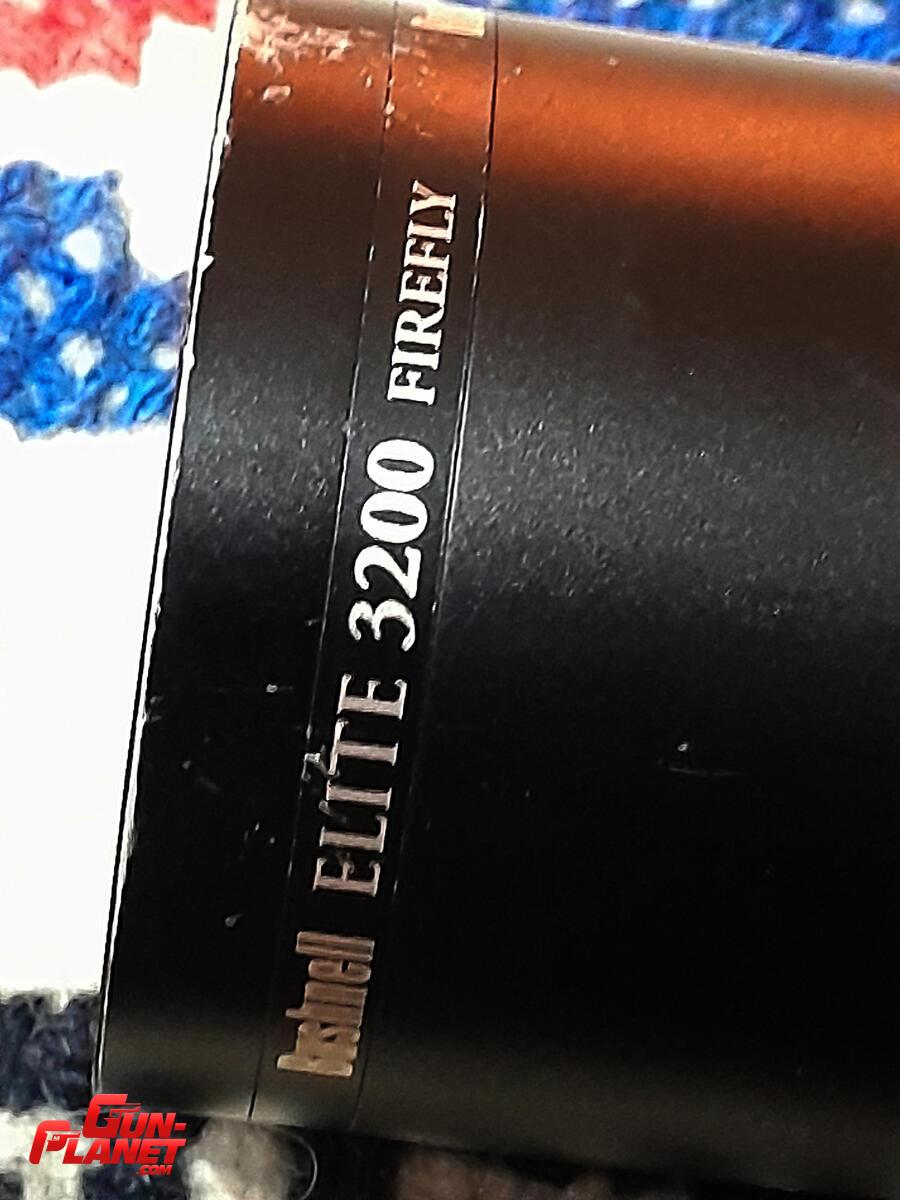 Bushnell ELITE 3200 FIREFLY
GUN-
PLANET
.COM